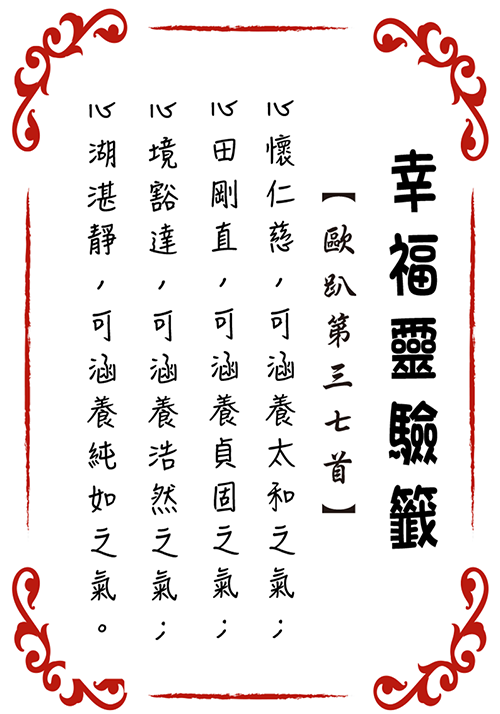 幸福靈驗籤
【歐趴第三七首】
心懷仁慈，可涵養太和之氣；
心田剛直，可涵養貞固之氣；
心境豁達，可涵養浩然之氣；
心湖湛靜，可涵養純如之氣。